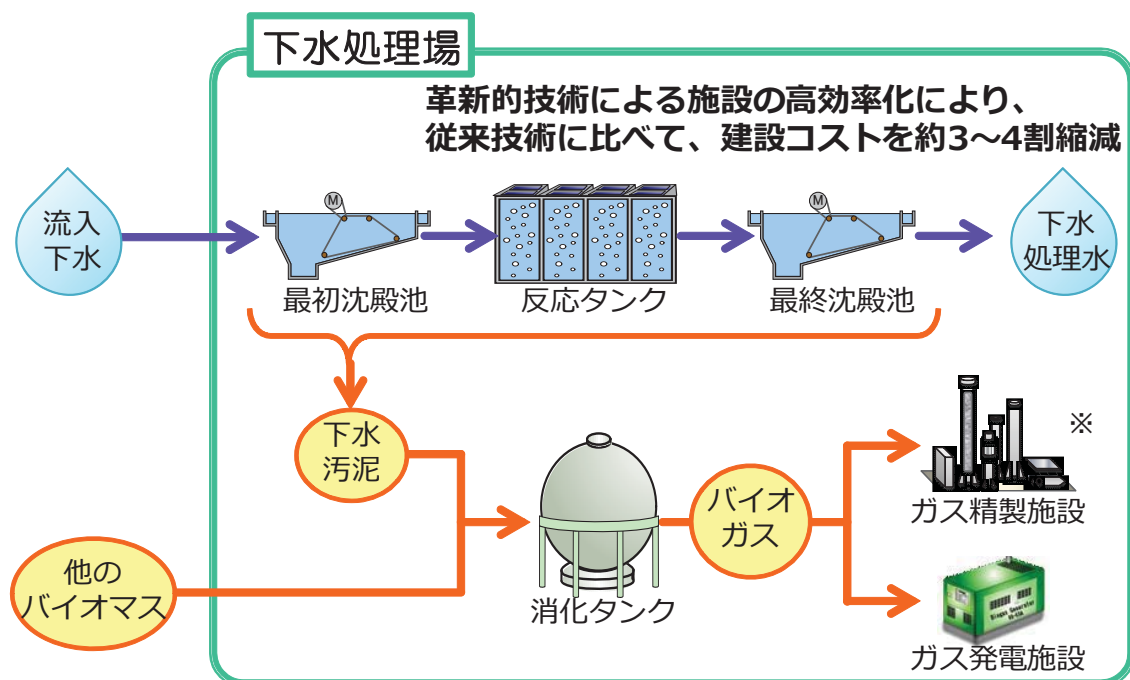 下水処理場
革新的技術による施設の高効率化により、
従来技術に比べて、建設コストを約3〜4割縮減
流入
下水
M
M
下水
処理水
最初沈殿池
反応タンク
最終沈殿池
下水
汚泥
バイオ
ガス
※
ガス精製施設
他の
バイオマス
消化タンク
ガス発電施設